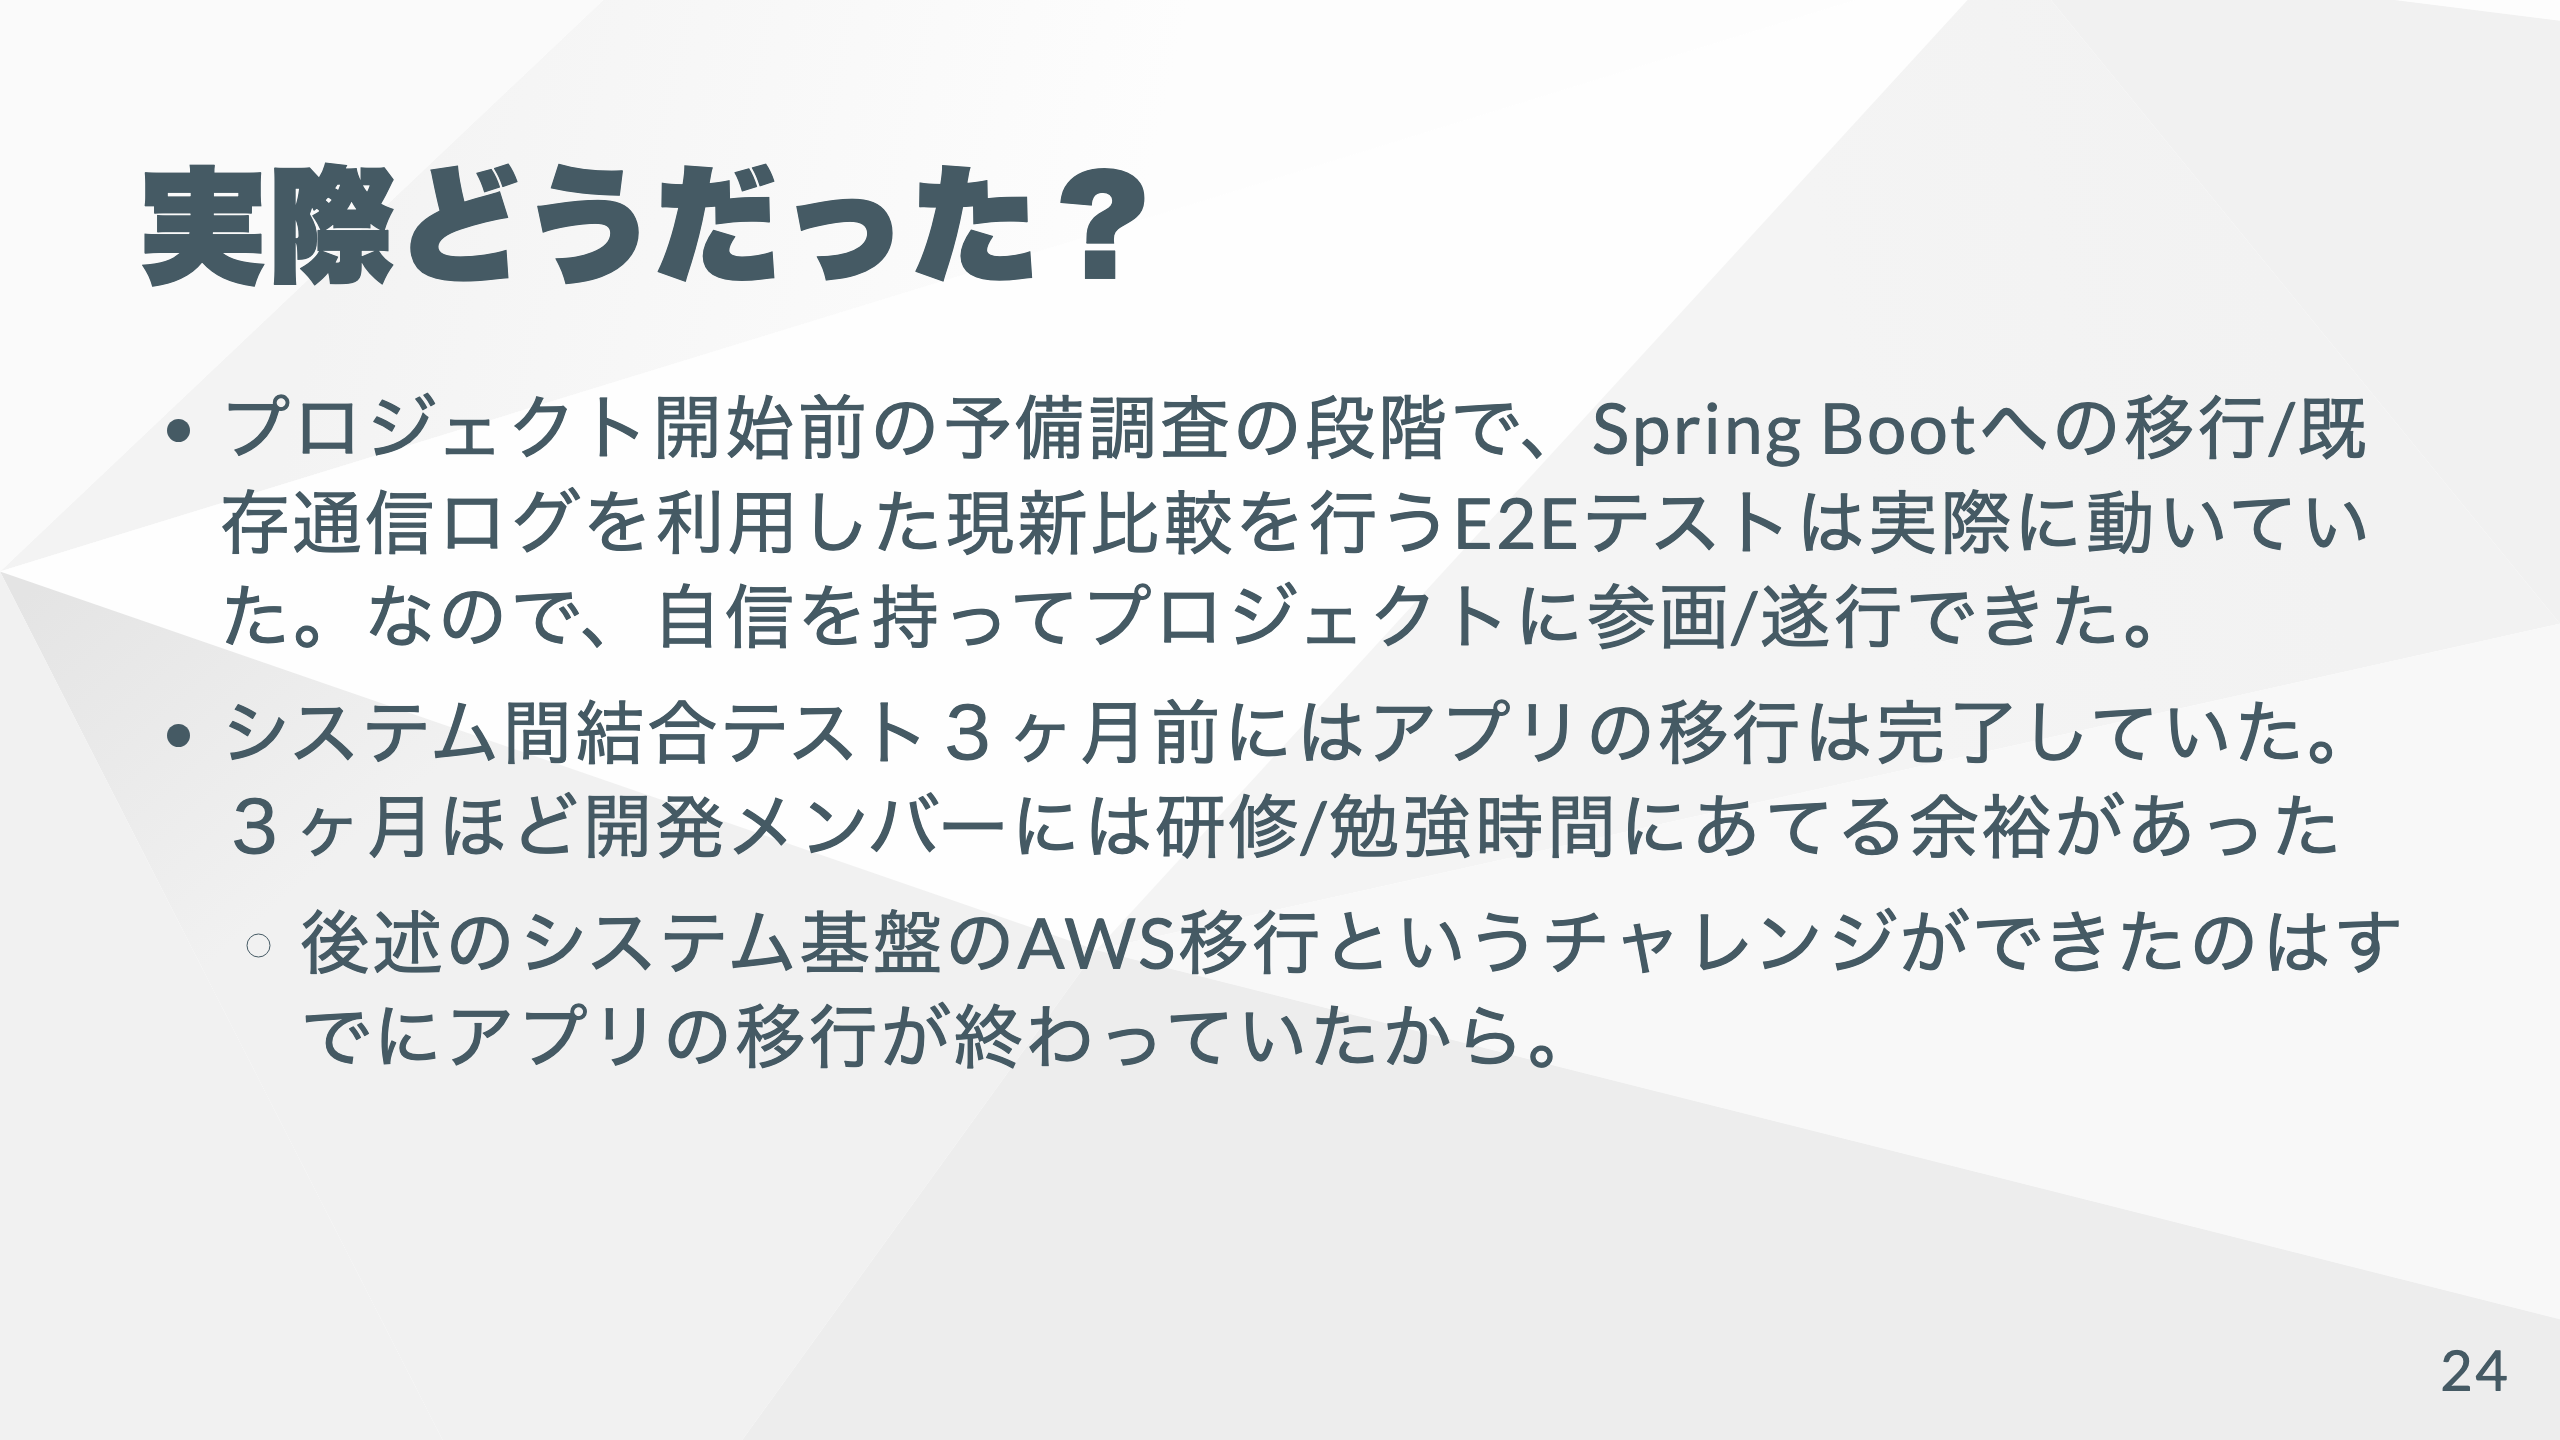 実際どうだった？
• プロジェクト開始前の予備調査の段階で、Spring Bootへの移行/既
存通信ログを利用した現新比較を行うE2Eテストは実際に動いてい
た。なので、自信を持ってプロジェクトに参画/遂行できた。
• システム間結合テスト３ヶ月前にはアプリの移行は完了していた。
３ヶ月ほど開発メンバーには研修/勉強時間にあてる余裕があった
○ 後述のシステム基盤のAWS移行というチャレンジができたのはす
でにアプリの移行が終わっていたから。
24